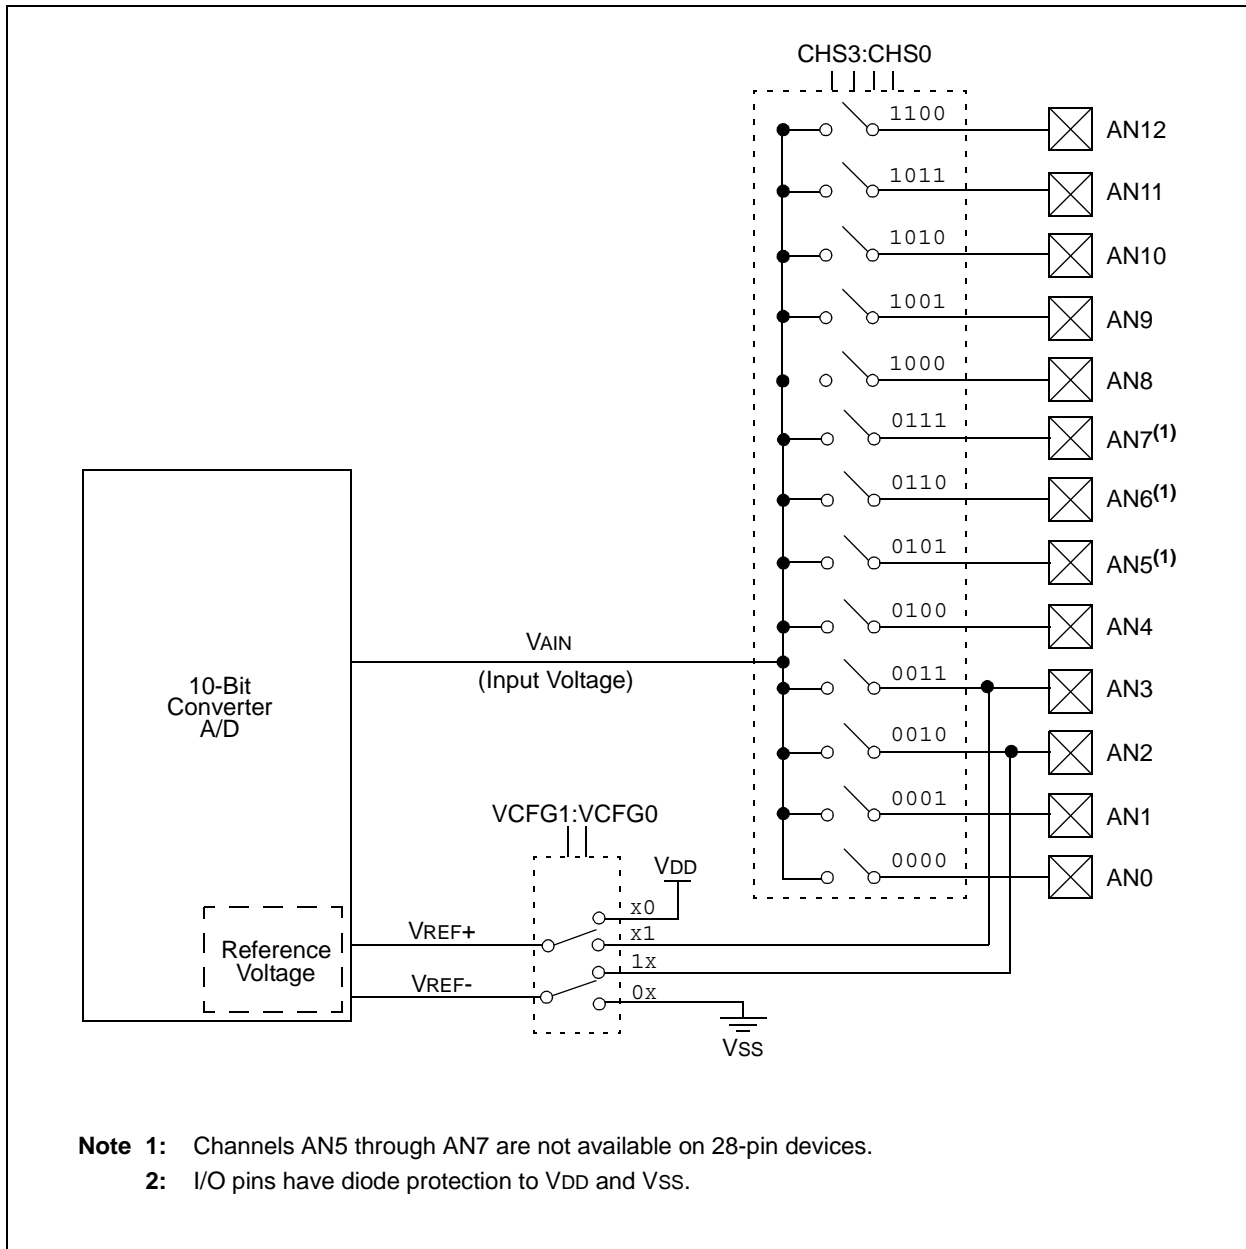 CHS3:CHS0
1100
AN12
1011
AN11
1010
AN10
1001
AN9
1000
AN8
0111
AN7(1)
0110
AN6(1)
0101
AN5(1)
0100
AN4
VAIN
(Input Voltage)
0011
AN3
10-Bit
Converter
A/D
0010
AN2
0001
AN1
VCFG1:VCFG0
0000
AN0
VDD
x0
VREF+
x1
Reference
Voltage
1x
VREF-
0x
VSS
Note 1: Channels AN5 through AN7 are not available on 28-pin devices.
2: I/O pins have diode protection to VDD and VSS.